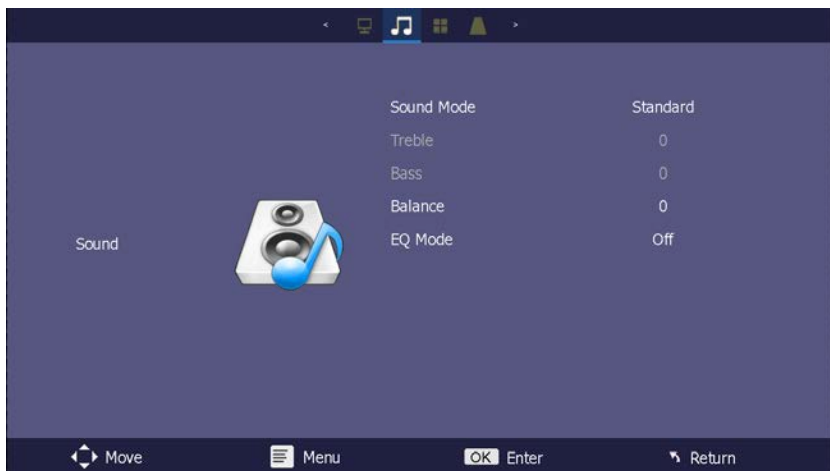 Sound Mode Standard
Treble 0
Bass 0
Balance 0
Sound
EQ Mode Off
Move Menu OK Enter Return